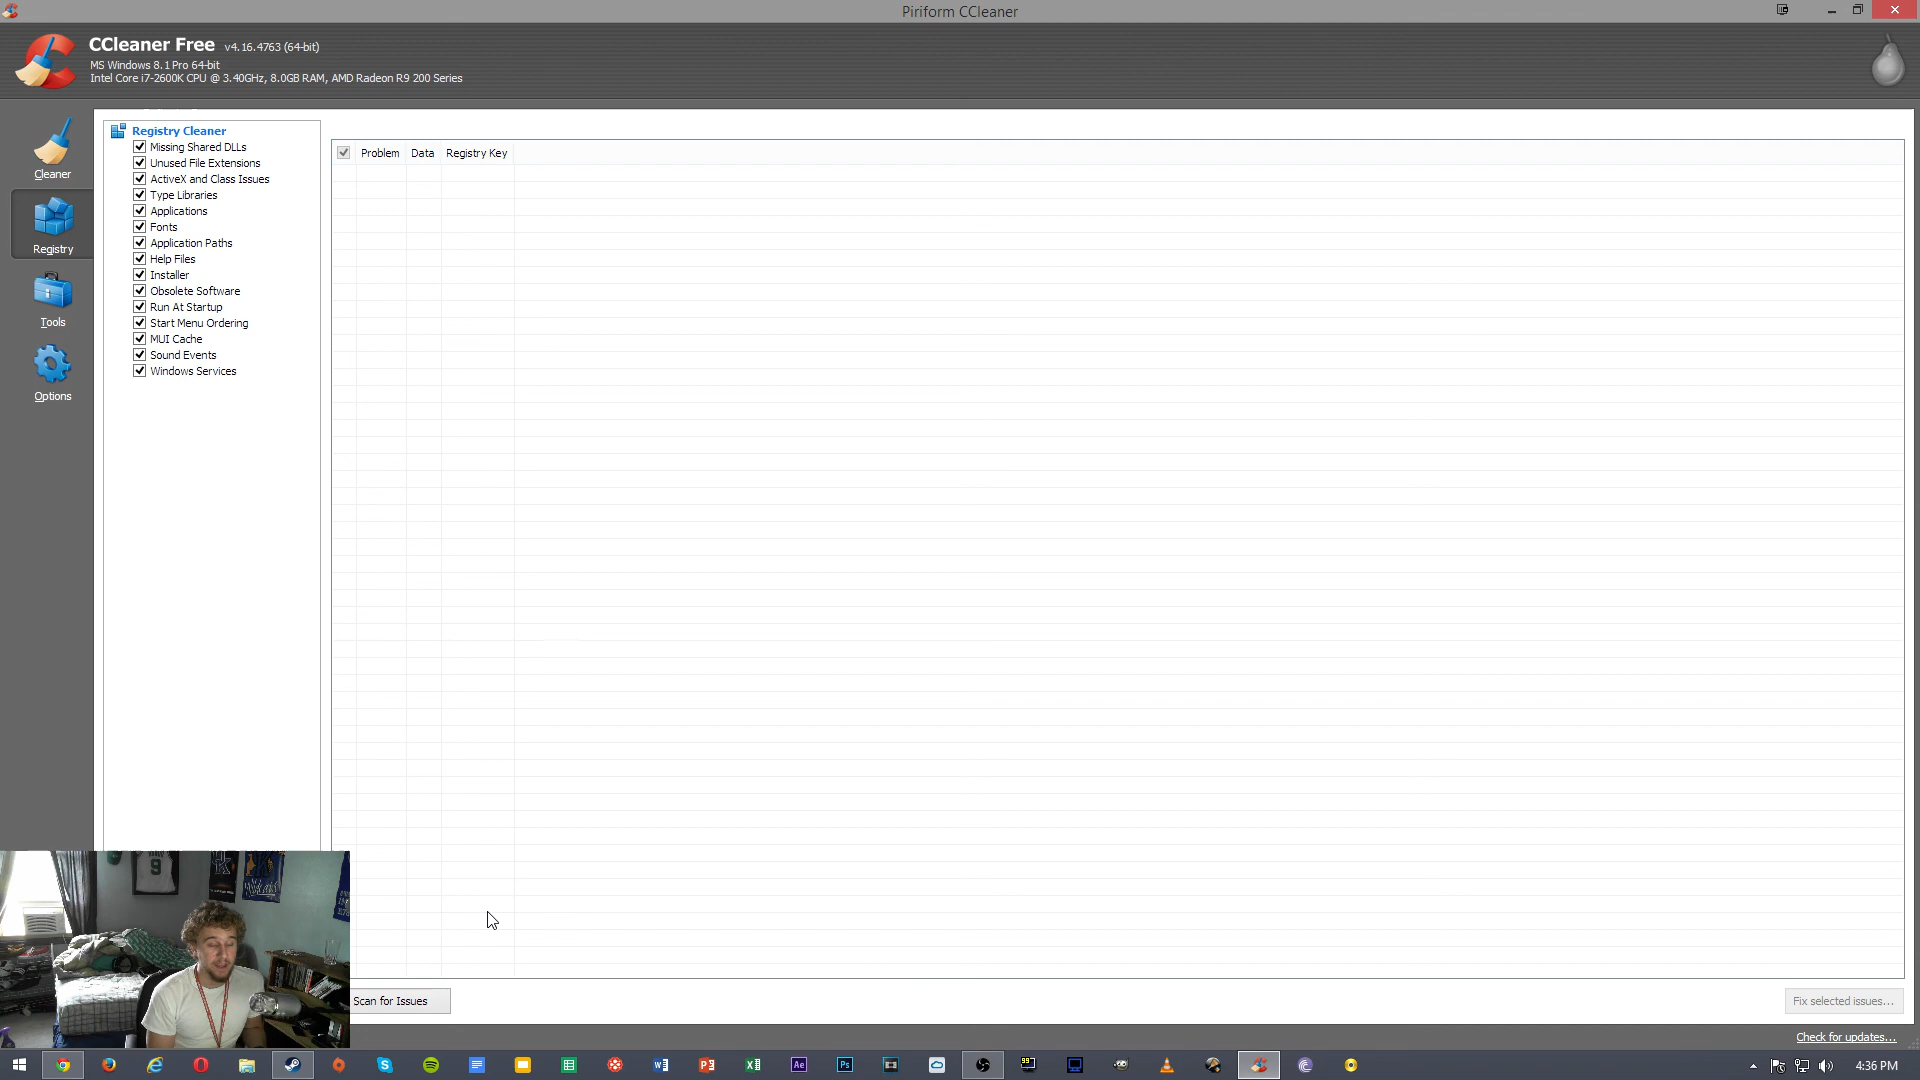 Piriform CCleaner
CCleaner Free v4.16.4763 (64-bit)
MS Windows 8.1 Pro 64-bit
Intel Core i7-2600K CPU @ 3.40GHz, 8.0GB RAM, AMD Radeon R9 200 Series
Cleaner
Registry
Tools
Options
Registry Cleaner
Missing Shared DLLs
Unused File Extensions
ActiveX and Class Issues
Type Libraries
Applications
Fonts
Application Paths
Help Files
Installer
Obsolete Software
Run At Startup
Start Menu Ordering
MUI Cache
Sound Events
Windows Services
Problem Data Registry Key
9
Scan for Issues
Fix selected issues...
Check for updates...
Ae
Ps
99
4:36 PM